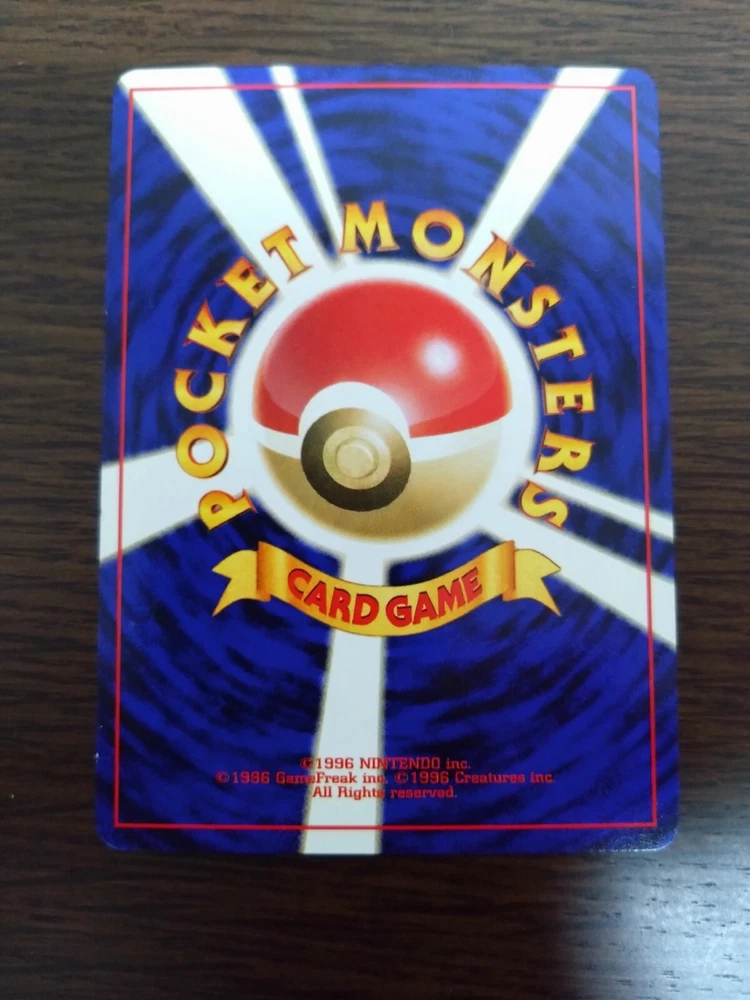 POCKET MONSTERS
CARD GAME
©1996 NINTENDO inc.
©1996 GameFreak inc. ©1996 Creatures inc.
All Rights reserved.